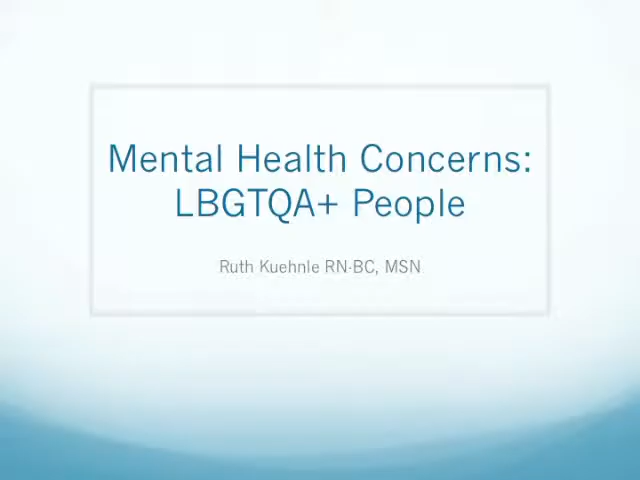 Mental Health Concerns:
LBGTQA+ People
Ruth Kuehnle RN-BC, MSN